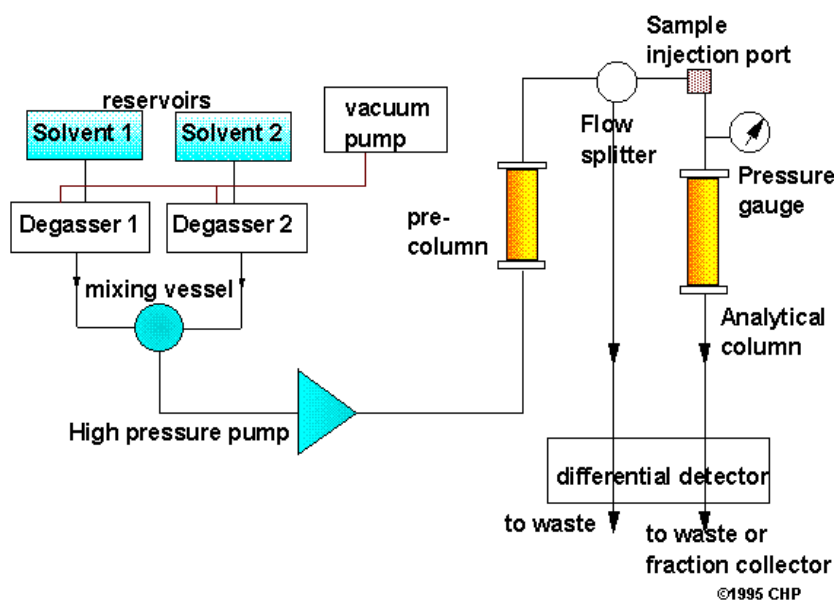 Sample
injection port
reservoirs
vacuum
pump
Solvent 1
Solvent 2
Flow
splitter
Pressure
gauge
pre-
column
Degasser 1
Degasser 2
mixing vessel
Analytical
column
High pressure pump
differential detector
to waste
to waste or
fraction collector
©1995 CHP